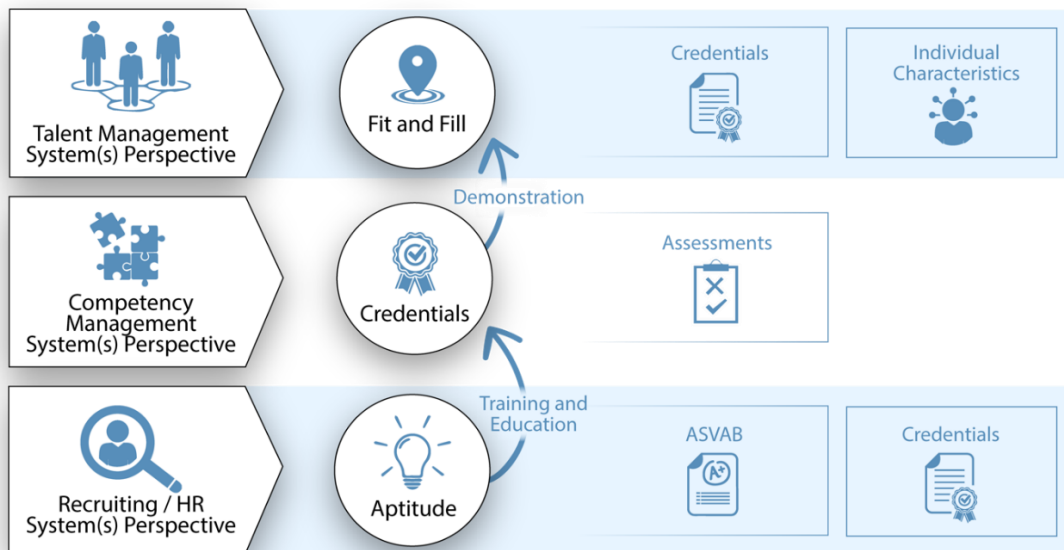 Talent Management
System(s) Perspective
Fit and Fill
Credentials
Individual
Characteristics
Demonstration
Competency
Management
System(s) Perspective
Credentials
Assessments
Training and
Education
Recruiting / HR
System(s) Perspective
Aptitude
ASVAB
A+
Credentials